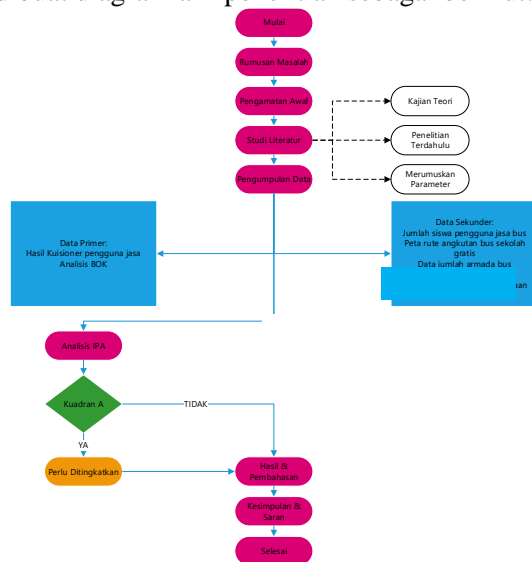 Mulai
Rumusan Masalah
Pengamatan Awal
Studi Literatur
Pengumpulan Data
Kajian Teori
Penelitian
Terdahulu
Merumuskan
Parameter
Data Primer:
Hasil Kuisioner pengguna jasa
Analisis BOK
Data Sekunder:
Jumlah siswa pengguna jasa bus
Peta rute angkutan bus sekolah
gratis
Data jumlah armada bus
Analisis IPA
Kuadran A
TIDAK
YA
Perlu Ditingkatkan
Hasil &
Pembahasan
Kesimpulan &
Saran
Selesai